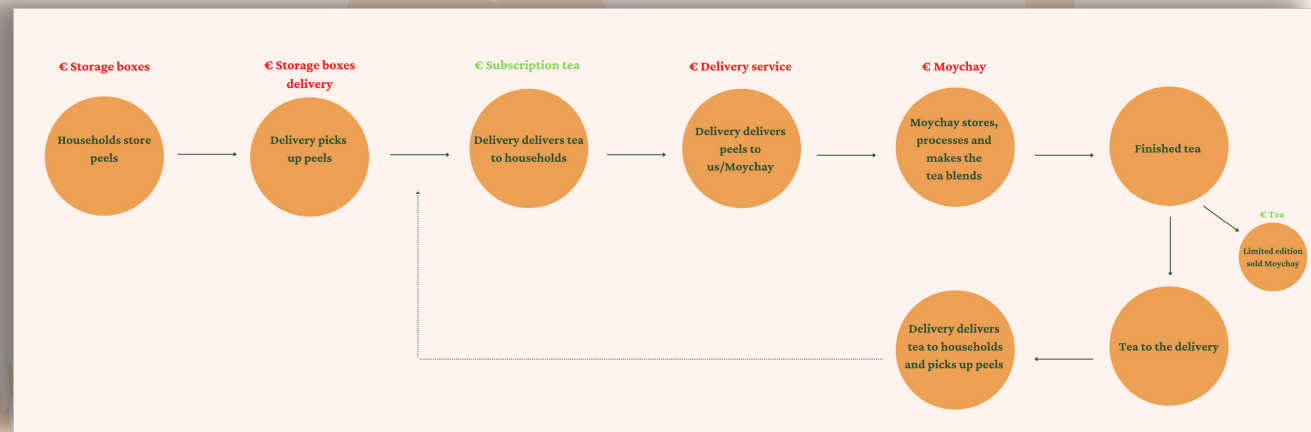 € Storage boxes
€ Storage boxes
delivery
€ Subscription tea
€ Delivery service
€ Moychay
Households store
peels
Delivery picks
up peels
Delivery delivers tea
to households
Delivery delivers
peels to
us/Moychay
Moychay stores,
processes and
makes the
tea blends
Finished tea
€ Tea
Limited edition
sold Moychay
Tea to the delivery
Delivery delivers
tea to households
and picks up peels